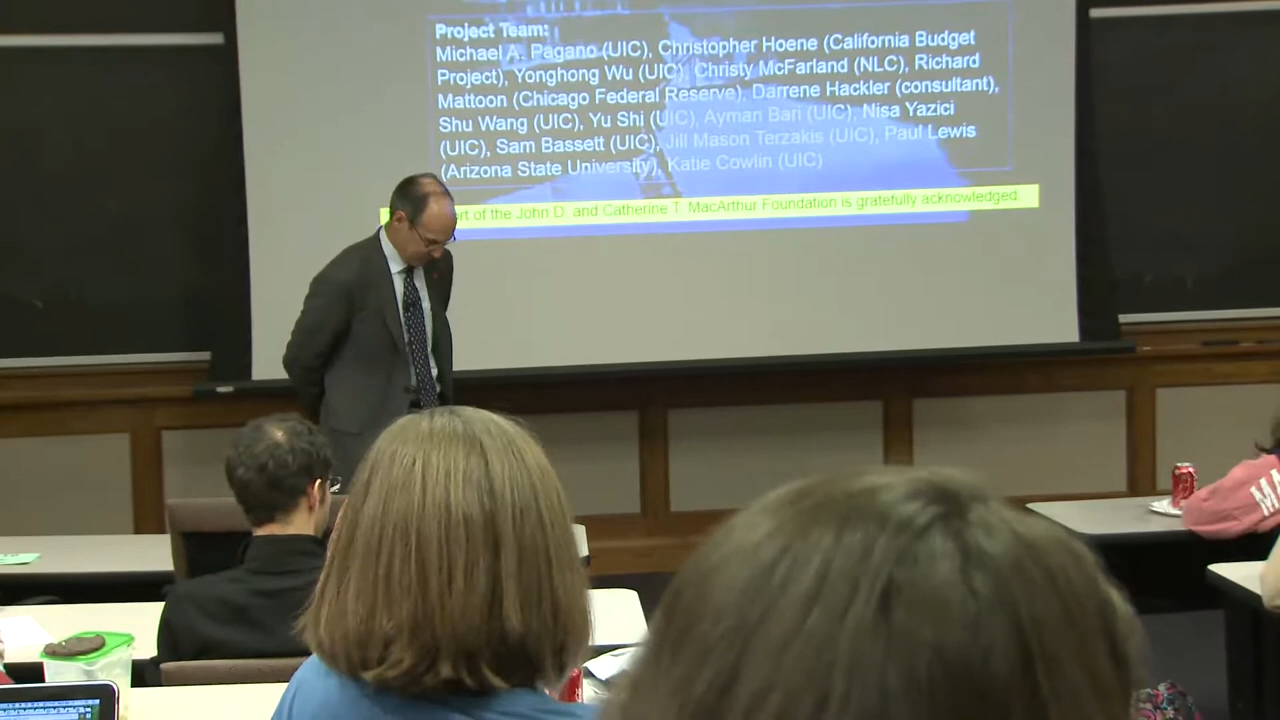 Project Team:
Michael A. Pagano (UIC), Christopher Hoene (California Budget
Project), Yonghong Wu (UIC), Christy McFarland (NLC), Richard
Mattoon (Chicago Federal Reserve), Darrene Hackler (consultant),
Shu Wang (UIC), Yu Shi (UIC), Ayman Bari (UIC), Nisa Yazici
(UIC), Sam Bassett (UIC), Jill Mason Terzakis (UIC), Paul Lewis
(Arizona State University), Katie Cowlin (UIC)
of the John D. and Catherine T. MacArthur Foundation is gratefully acknowledged.